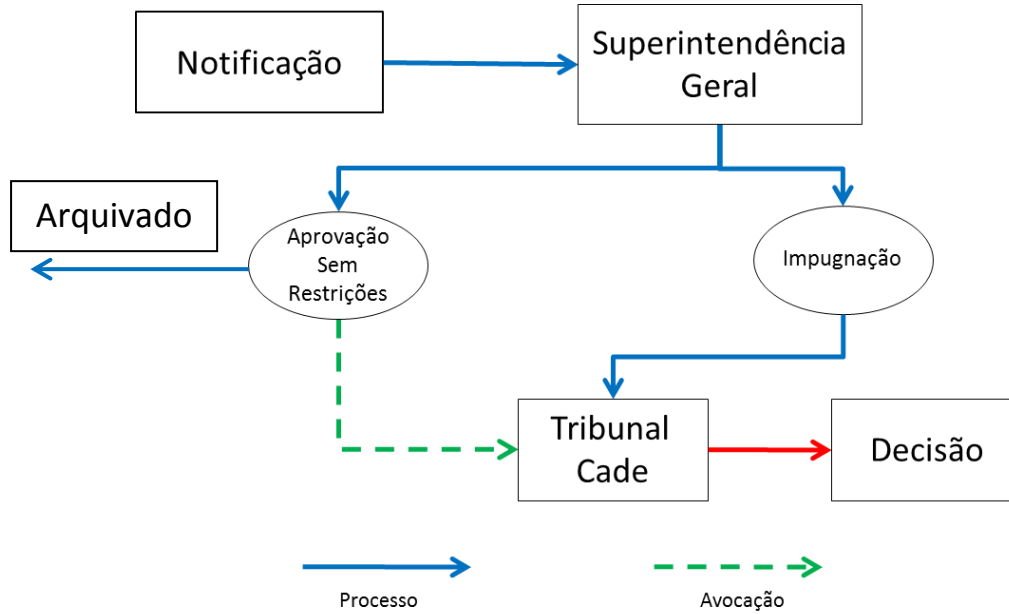 Notificação
Superintendência
Geral
Arquivado
Aprovação
Sem
Restrições
Impugnação
Tribunal
Cade
Decisão
Processo
Avocação